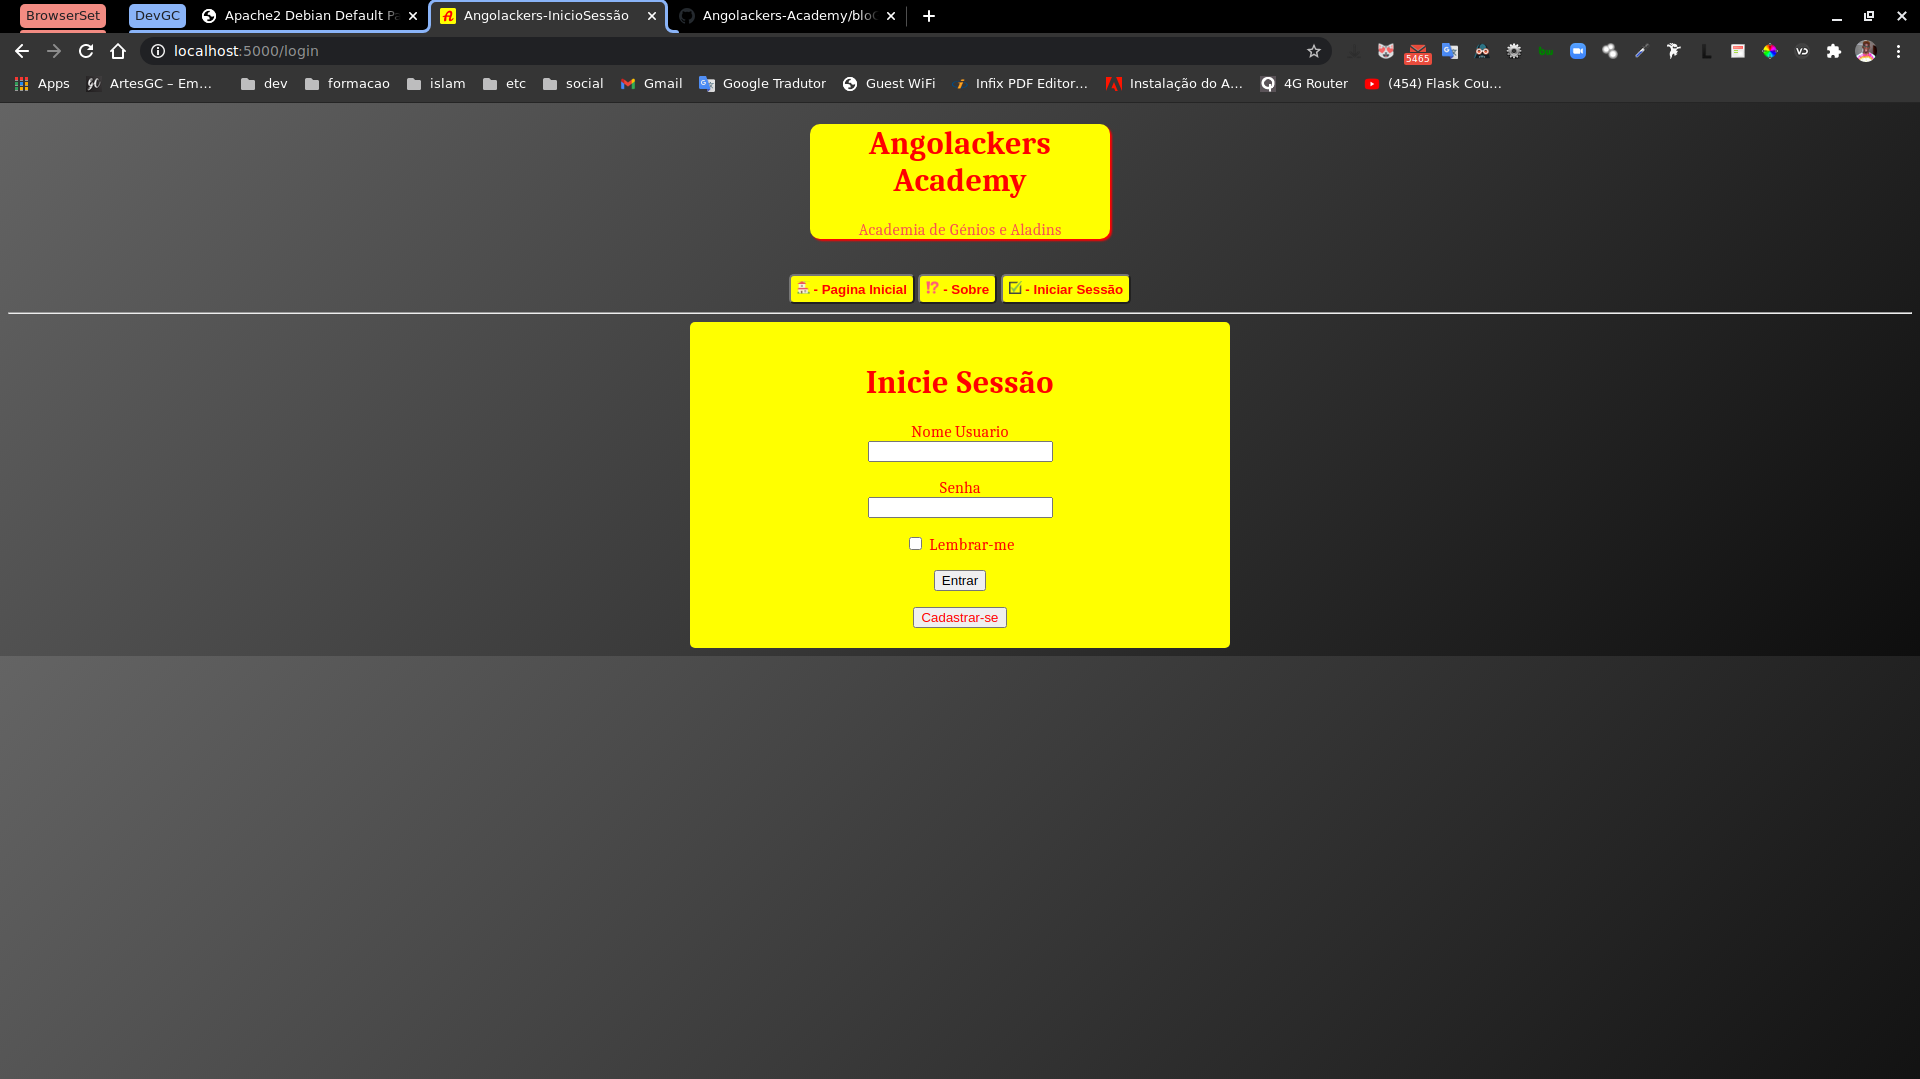 BrowserSet
DevGC
Apache2 Debian Default Pa
Angolackers-InicioSessão
Angolackers-Academy/blo
localhost:5000/login
5465
Apps
ArtesGC – Em…
dev
formacao
islam
etc
social
Gmail
Google Tradutor
Guest WiFi
Infix PDF Editor…
Instalação do A…
4G Router
(454) Flask Cou…
Angolackers
Academy
Academia de Génios e Aladins
- Pagina Inicial
⁉ - Sobre
- Iniciar Sessão
Inicie Sessão
Nome Usuario
Senha
Lembrar-me
Entrar
Cadastrar-se